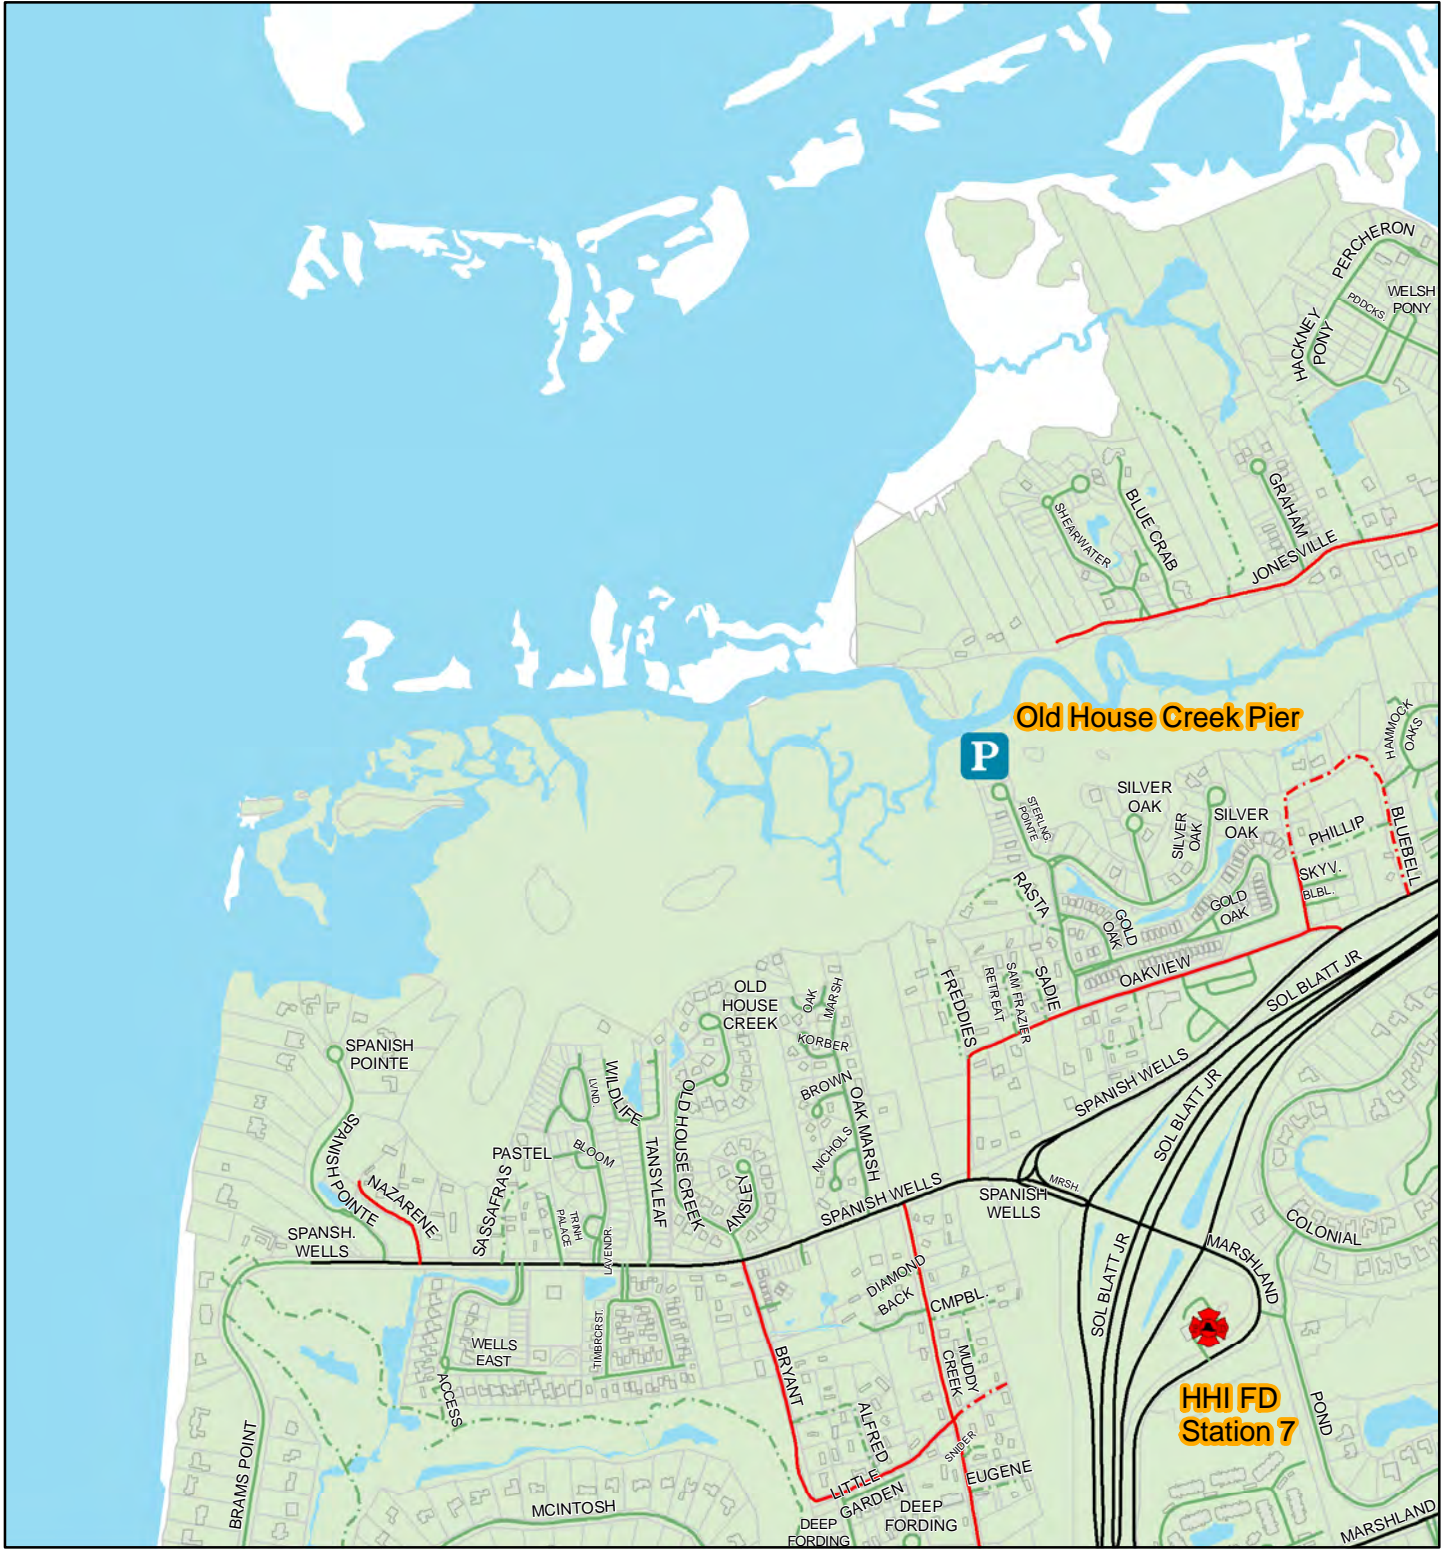 PERCHERON
WELSH
PONY
PDDCKS.
HACKNEY
PONY
GRAHAM
BLUE CRAB
SHEARWATER
JONESVILLE
Old House Creek Pier
P
HAMMOCK
OAKS
SILVER
OAK
SILVER
OAK
SILVER
OAK
STERLNG.
POINTE
PHILLIP
BLUEBELL
SKYV.
BLBL.
RASTA
GOLD
OAK
GOLD
OAK
OAKVIEW
SOL BLATT JR
FREDDIES
RETREAT
SAM FRAZIER
SADIE
OLD
HOUSE
CREEK
OAK
MARSH
KORBER
BROWN
OAK MARSH
NICHOLS
SPANISH
POINTE
SPANISH POINTE
NAZARENE
SPANSH.
WELLS
LVND.
WILDLIFE
OLD HOUSE CREEK
TANSYLEAF
PASTEL
BLOOM
SASSAFRAS
TRINH
PALACE
LAVENDR.
ANSLEY
SPANISH WELLS
SPANISH WELLS
SOL BLATT JR
MRSH
SPANISH
WELLS
MARSHLAND
COLONIAL
SOL BLATT JR
DIAMOND
BACK
CMPBL.
MUDDY
CREEK
WELLS
EAST
TIMBRCRST.
ACCESS
BRYANT
ALFRED
SNIDER
EUGENE
LITTLE
GARDEN
DEEP
FORDING
DEEP
FORDING
MCINTOSH
BRAMS POINT
HHI FD
Station 7
POND
MARSHLAND